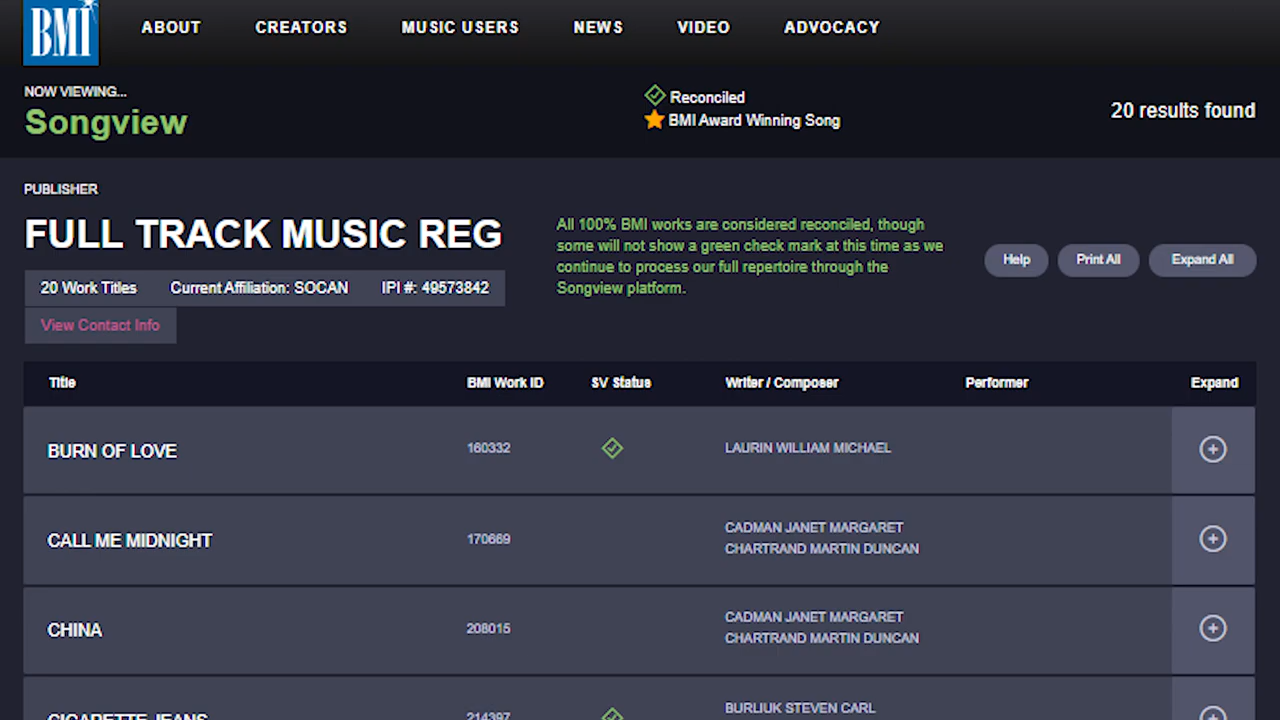 BMI
ABOUT CREATORS MUSIC USERS NEWS VIDEO ADVOCACY
NOW VIEWING...
Songview
Reconciled
BMI Award Winning Song
20 results found
PUBLISHER
FULL TRACK MUSIC REG
20 Work Titles Current Affiliation: SOCAN IPI #: 49573842
View Contact Info
All 100% BMI works are considered reconciled, though
some will not show a green check mark at this time as we
continue to process our full repertoire through the
Songview platform.
Help Print All Expand All
Title BMI Work ID SV Status Writer / Composer Performer Expand
BURN OF LOVE 160332 LAURIN WILLIAM MICHAEL
CALL ME MIDNIGHT 170669 CADMAN JANET MARGARET
CHARTRAND MARTIN DUNCAN
CHINA 208015 CADMAN JANET MARGARET
CHARTRAND MARTIN DUNCAN
CIGARETTE JEANS 214397 BURLIUK STEVEN CARL